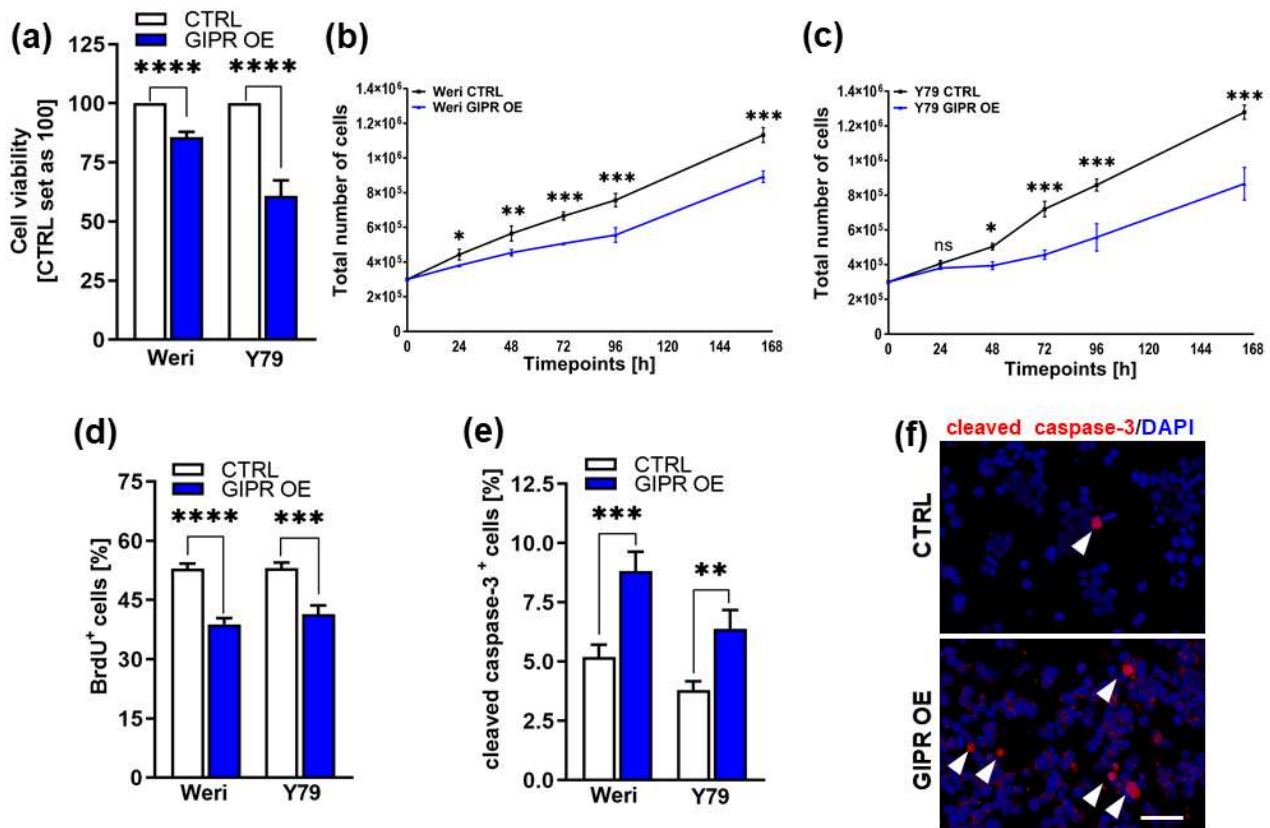 (a)
CTRL
GIPR OE
Cell viability
[CTRL set as 100]
125
100
75
50
25
0
****
****
Weri
Y79
(b)
Weri CTRL
Weri GIPR OE
Total number of cells
1.4×10⁶
1.2×10⁶
1×10⁶
8×10⁵
6×10⁵
4×10⁵
2×10⁵
0
*
**
***
***
***
0 24 48 72 96 120 144 168
Timepoints [h]
(c)
Y79 CTRL
Y79 GIPR OE
Total number of cells
1.4×10⁶
1.2×10⁶
1×10⁶
8×10⁵
6×10⁵
4×10⁵
2×10⁵
0
ns
*
***
***
***
0 24 48 72 96 120 144 168
Timepoints [h]
(d)
CTRL
GIPR OE
BrdU⁺ cells [%]
75
60
45
30
15
0
****
***
Weri
Y79
(e)
CTRL
GIPR OE
cleaved caspase-3 ⁺ cells [%]
12.5
10.0
7.5
5.0
2.5
0.0
***
**
Weri
Y79
(f)
cleaved caspase-3/DAPI
CTRL
GIPR OE